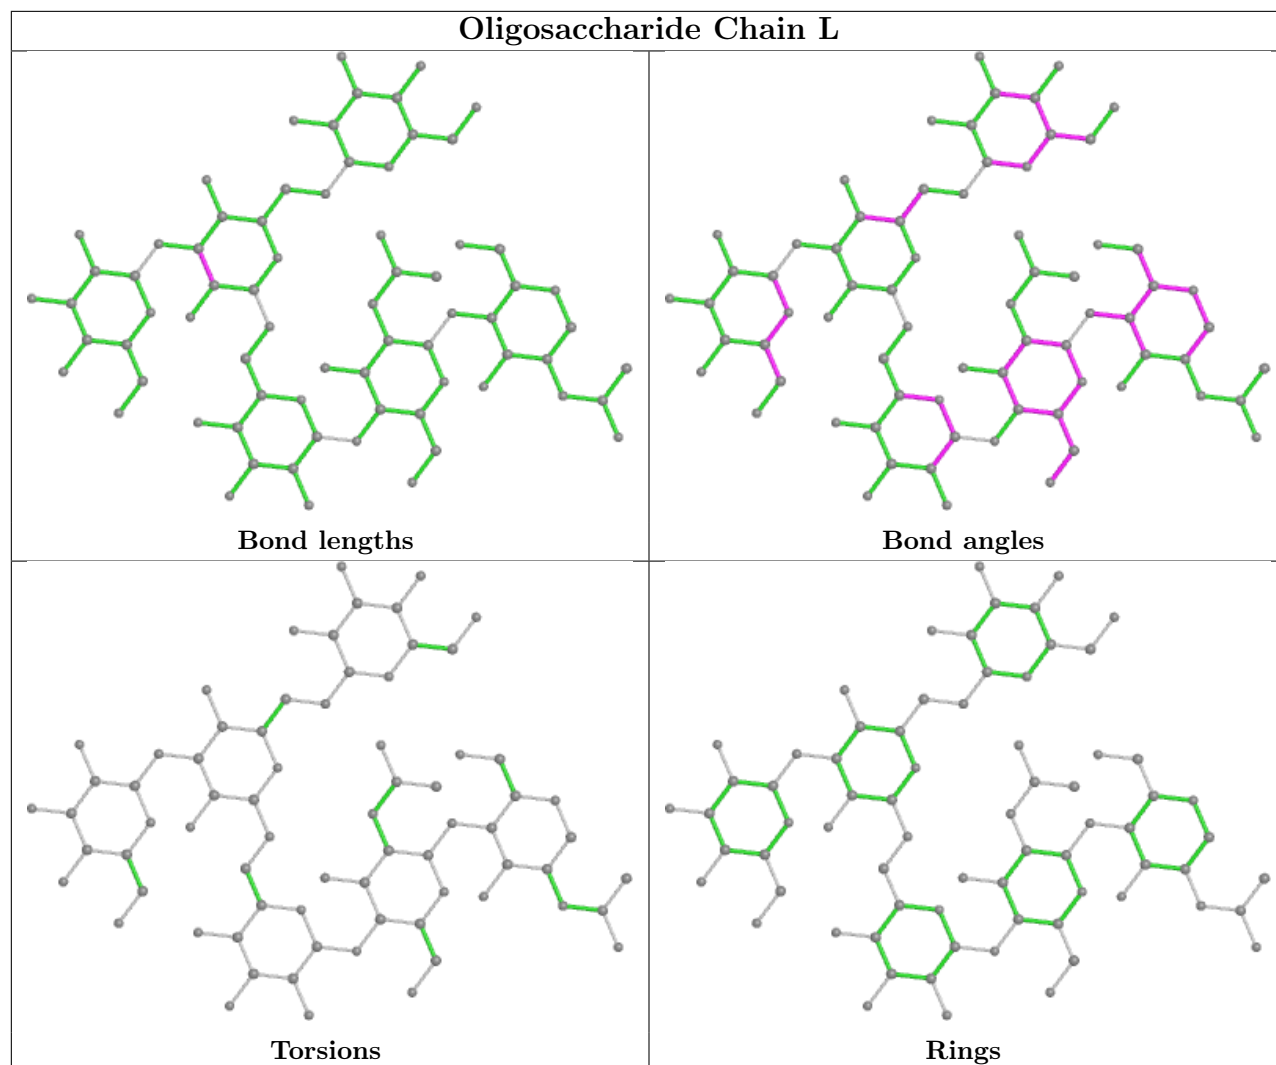 Oligosaccharide Chain L
Bond lengths
Bond angles
Torsions
Rings